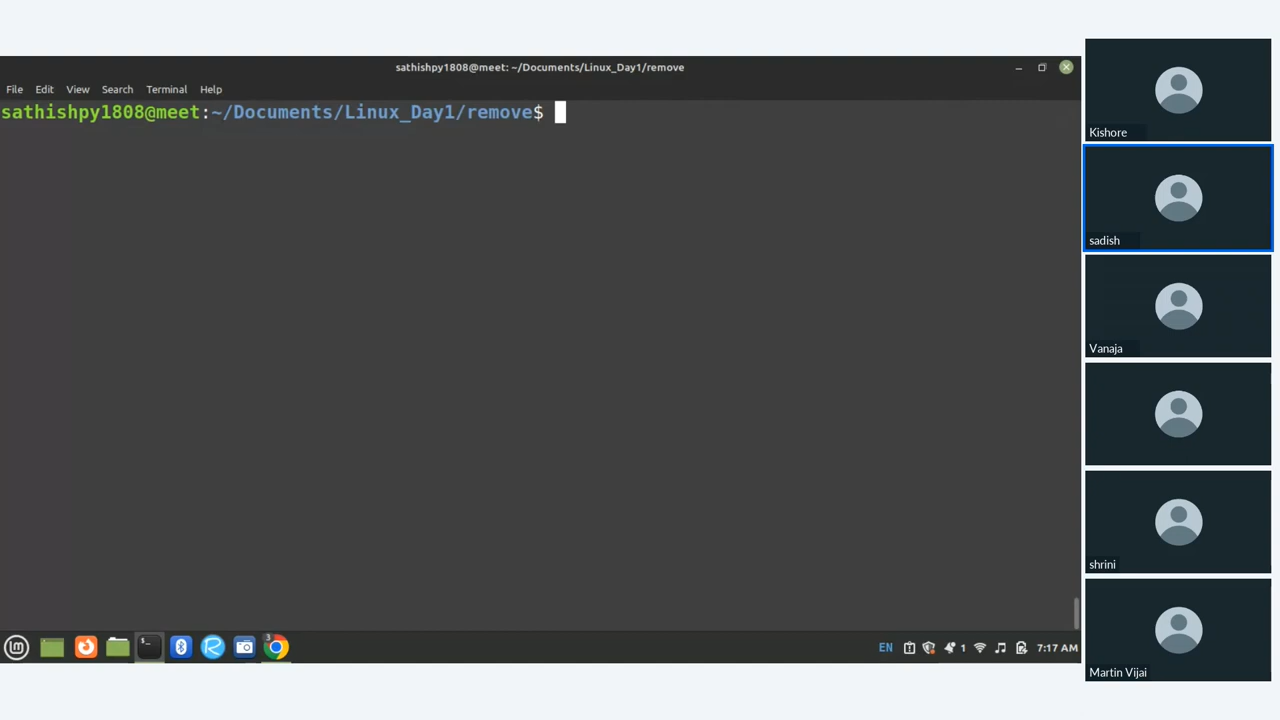 sathishpy1808@meet: ~/Documents/Linux_Day1/remove
File Edit View Search Terminal Help
sathishpy1808@meet:~/Documents/Linux_Day1/remove$
Kishore
sadish
Vanaja
shrini
Martin Vijai
3
EN 1 7:17 AM